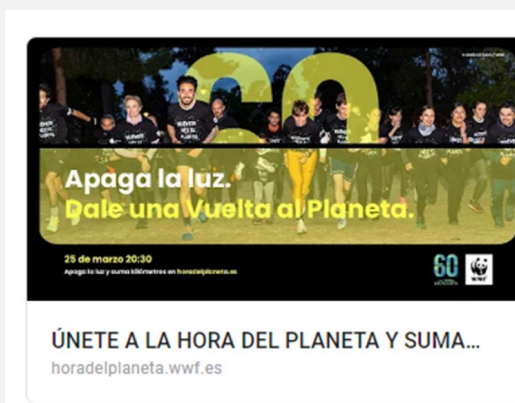 60
Apaga la luz.
Dale una Vuelta al Planeta.
25 de marzo 20:30
Apaga la luz y suma kilómetros en horadelplaneta.es
60
WWF
ÚNETE A LA HORA DEL PLANETA Y SUMA...
horadelplaneta.wwf.es